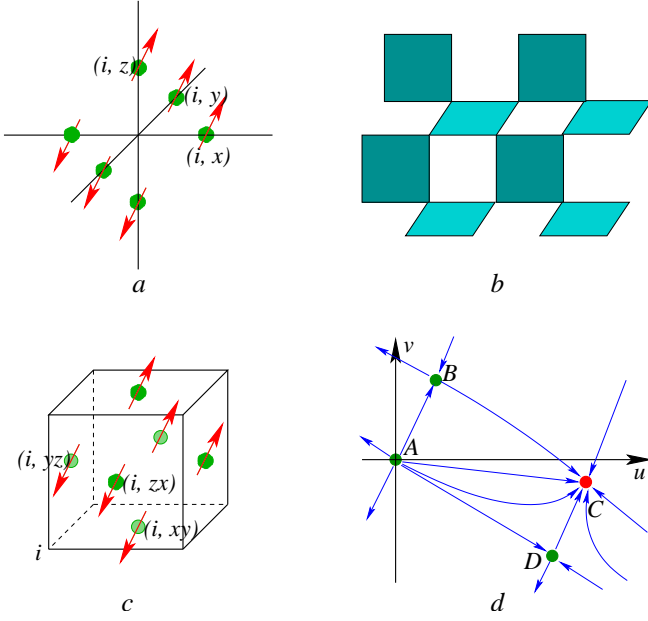 (i, z)
(i, y)
(i, x)
a
b
(i, yz)
(i, zx)
(i, xy)
i
c
v
B
A
u
C
D
d